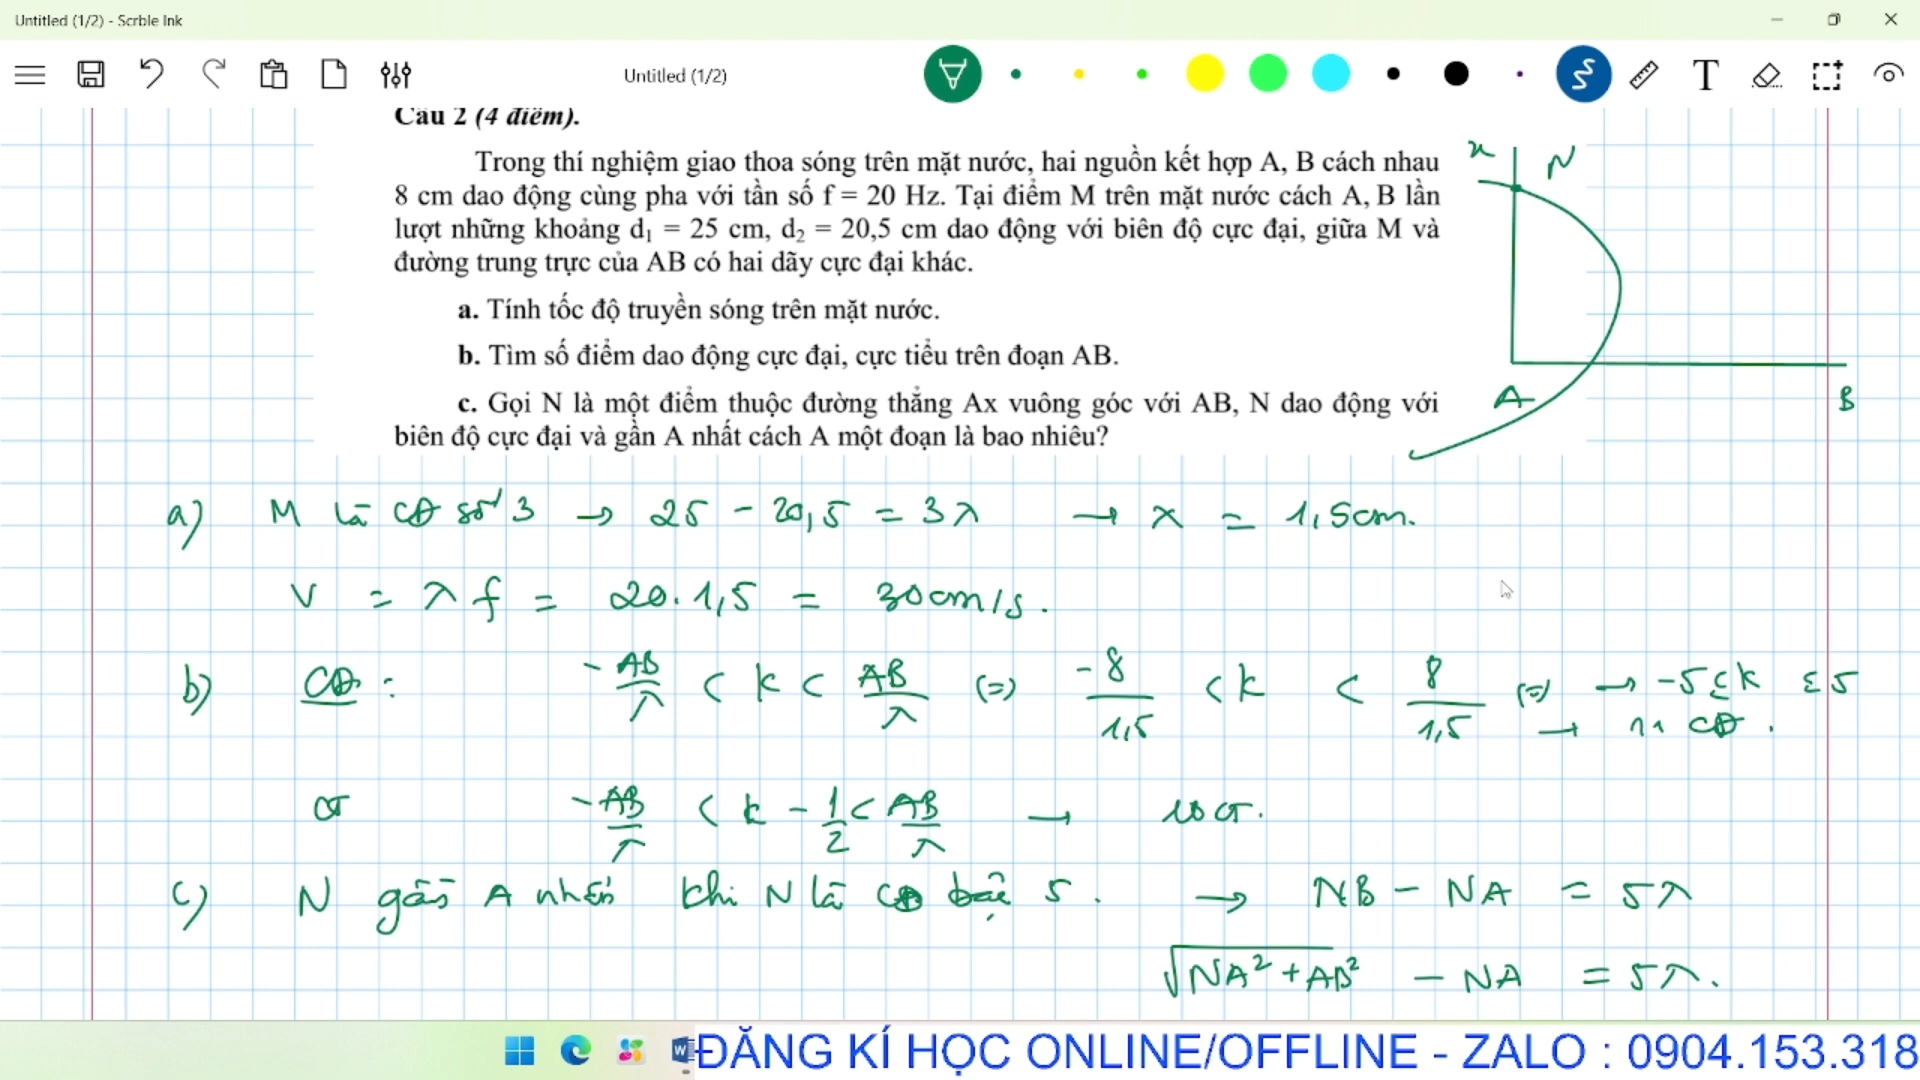 Untitled (1/2) - Scrble Ink
Untitled (1/2)
T
Câu 2 (4 điểm).
Trong thí nghiệm giao thoa sóng trên mặt nước, hai nguồn kết hợp A, B cách nhau
8 cm dao động cùng pha với tần số f = 20 Hz. Tại điểm M trên mặt nước cách A, B lần
lượt những khoảng d₁ = 25 cm, d₂ = 20,5 cm dao động với biên độ cực đại, giữa M và
đường trung trực của AB có hai dãy cực đại khác.
a. Tính tốc độ truyền sóng trên mặt nước.
b. Tìm số điểm dao động cực đại, cực tiểu trên đoạn AB.
c. Gọi N là một điểm thuộc đường thẳng Ax vuông góc với AB, N dao động với
biên độ cực đại và gần A nhất cách A một đoạn là bao nhiêu?
x N
A B
a) M là CĐ số 3 → 25 - 20,5 = 3λ → λ = 1,5cm.
V = λf = 20.1,5 = 30cm/s.
b) CĐ: -AB/λ < k < AB/λ (=) -8/1,5 < k < 8/1,5 (=) → -5 ≤ k ≤ 5
→ 11 CĐ.
CT -AB/λ < k - 1/2 < AB/λ → 10 CT.
c) N gần A nhất khi N là CĐ bậc 5. → NB - NA = 5λ
√NA² + AB² - NA = 5λ.
ĐĂNG KÍ HỌC ONLINE/OFFLINE - ZALO : 0904.153.318